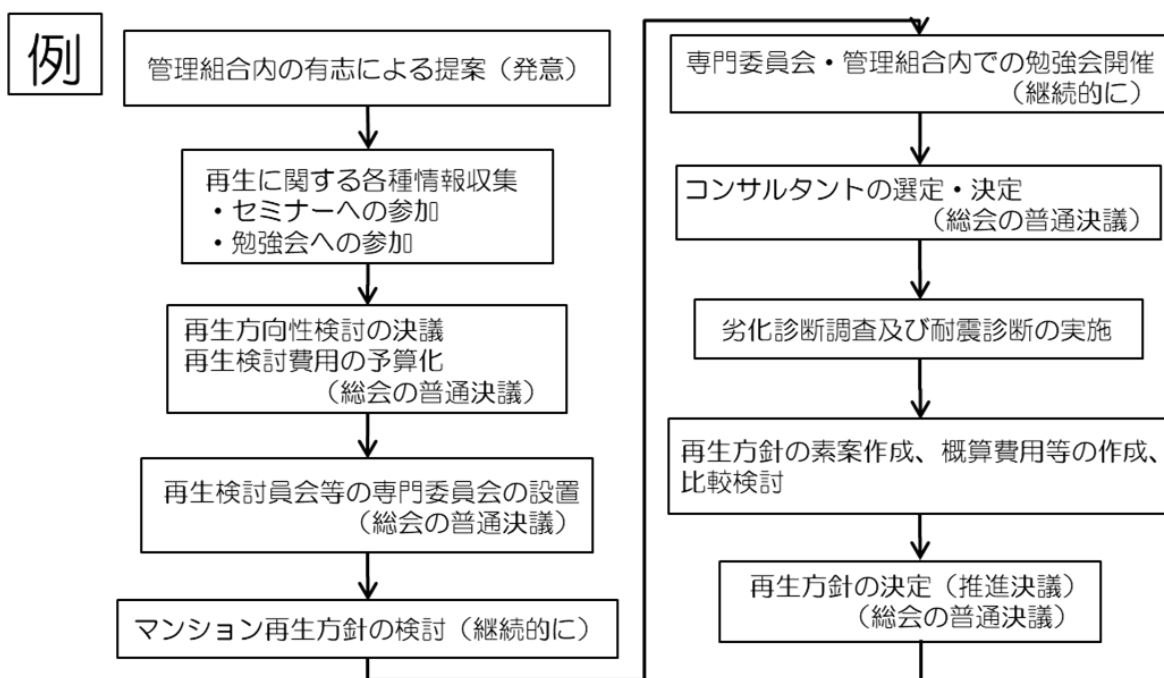 例
管理組合内の有志による提案（発意）
再生に関する各種情報収集
・セミナーへの参加
・勉強会への参加
再生方向性検討の決議
再生検討費用の予算化
（総会の普通決議）
再生検討員会等の専門委員会の設置
（総会の普通決議）
マンション再生方針の検討（継続的に）
専門委員会・管理組合内での勉強会開催
（継続的に）
コンサルタントの選定・決定
（総会の普通決議）
劣化診断調査及び耐震診断の実施
再生方針の素案作成、概算費用等の作成、
比較検討
再生方針の決定（推進決議）
（総会の普通決議）